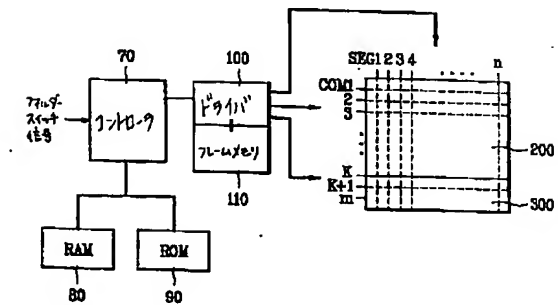 70
100
SEG1 2 3 4
....
n
COM1
2
3
フォルダー
スイッチ
信号
コントローラ
ドライバ
フレームメモリ
110
200
K
K+1
m
300
RAM
ROM
80
90